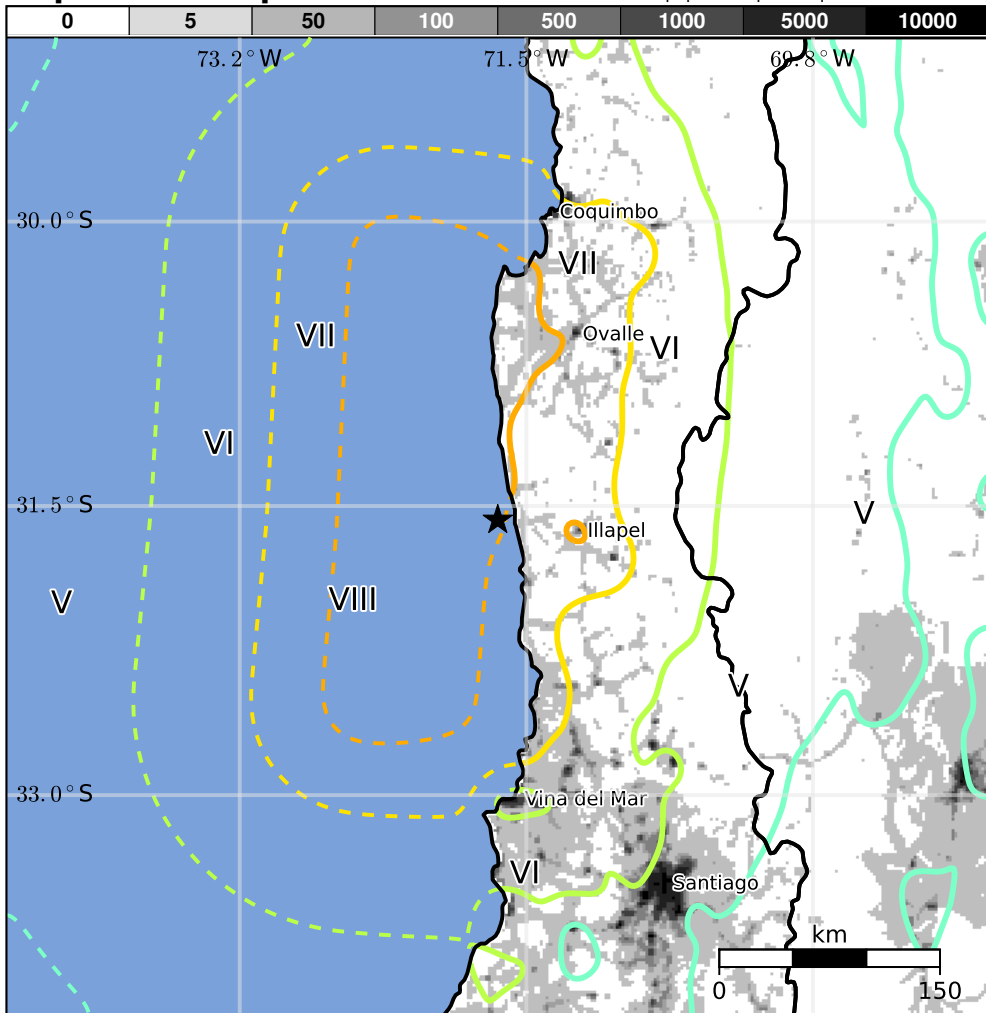 0 5 50 100 500 1000 5000 10000
73.2°W 71.5°W 69.8°W
30.0°S
Coquimbo
VII
VII
Ovalle
VI
VI
31.5°S
V
Illapel
V
VIII
V
33.0°S
Vina del Mar
VI
Santiago
km
0 150